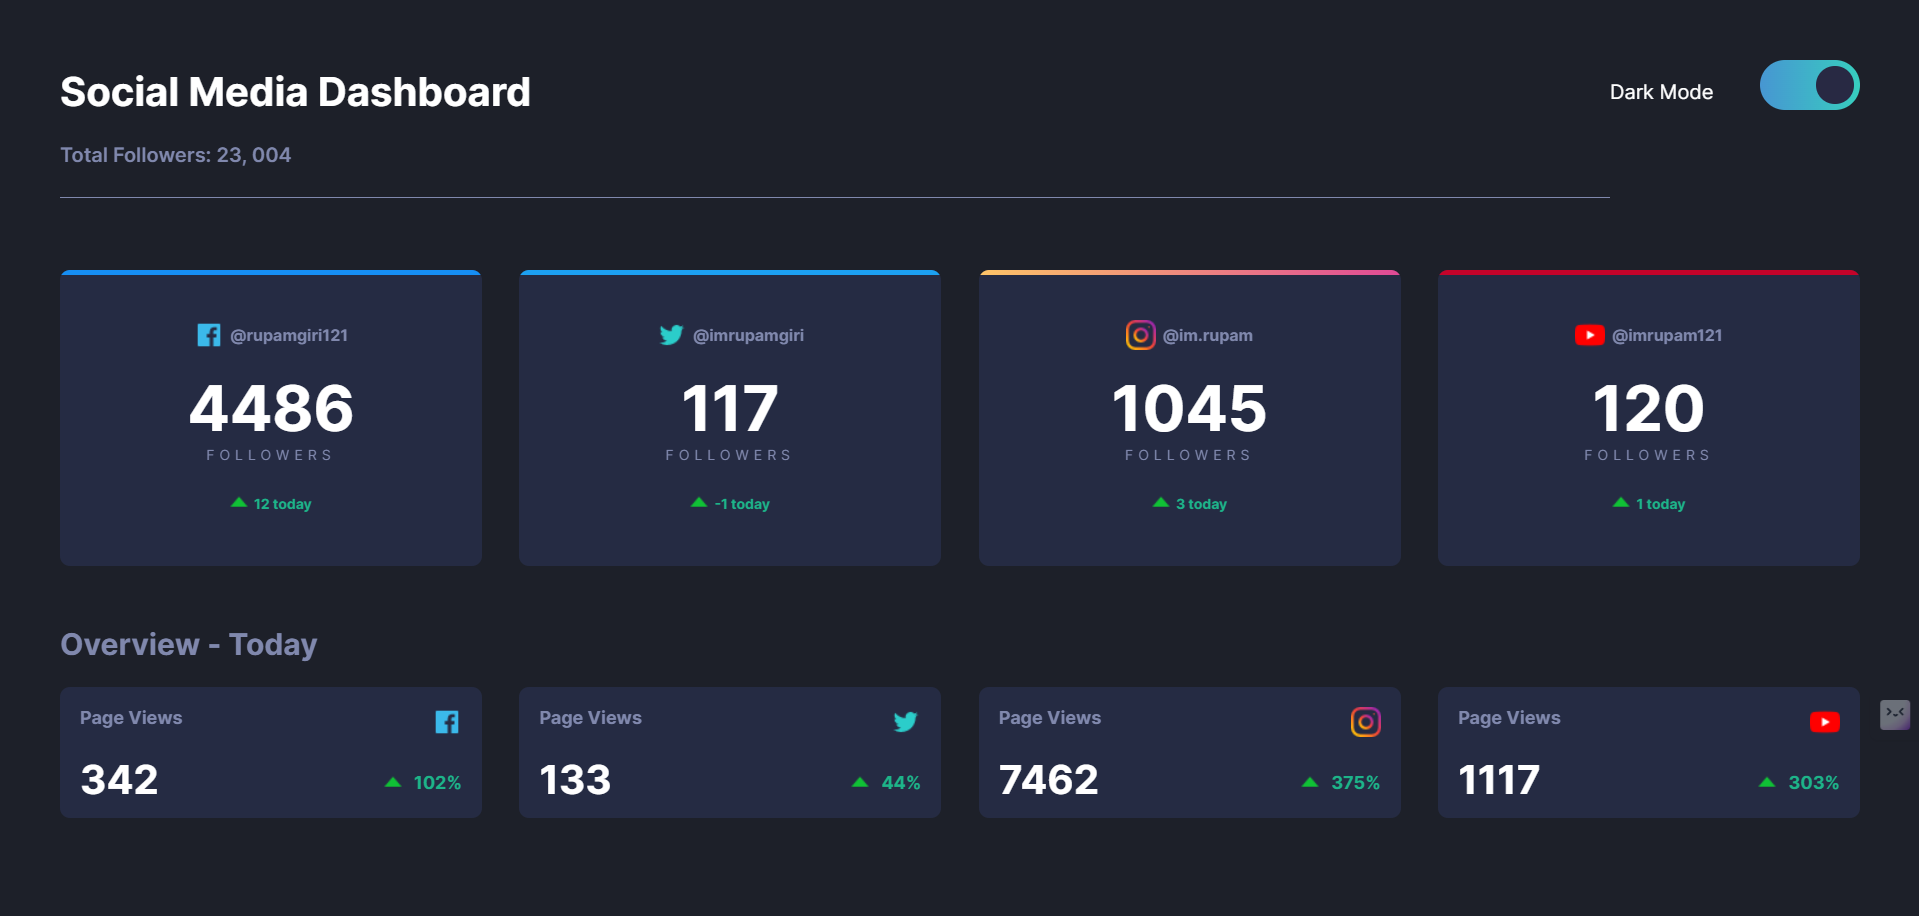 Social Media Dashboard
Dark Mode
Total Followers: 23, 004
@rupamgiri121
4486
FOLLOWERS
12 today
@imrupamgiri
117
FOLLOWERS
-1 today
@im.rupam
1045
FOLLOWERS
3 today
@imrupam121
120
FOLLOWERS
1 today
Overview - Today
Page Views
342
102%
Page Views
133
44%
Page Views
7462
375%
Page Views
1117
303%